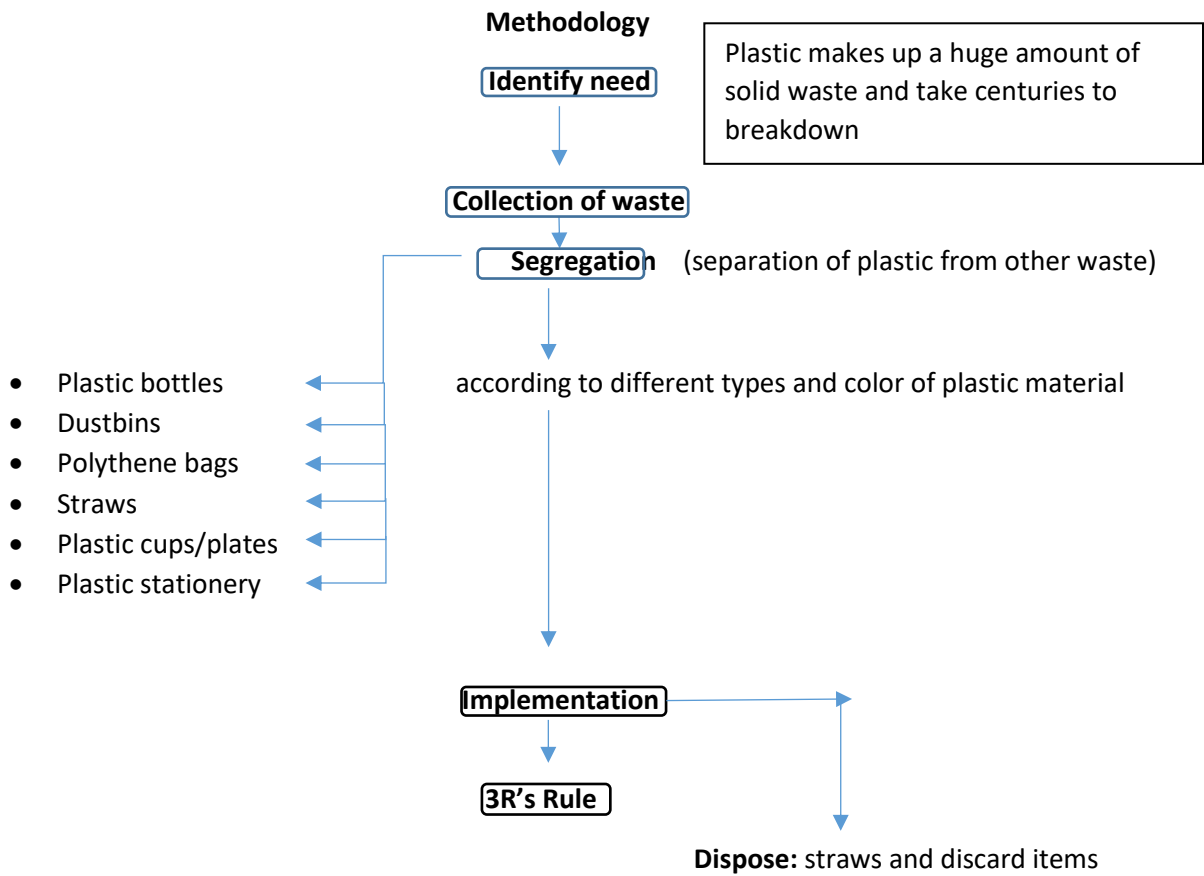 Methodology
Identify need
Plastic makes up a huge amount of
solid waste and take centuries to
breakdown
Collection of waste
Segregation (separation of plastic from other waste)
according to different types and color of plastic material
• Plastic bottles
• Dustbins
• Polythene bags
• Straws
• Plastic cups/plates
• Plastic stationery
Implementation
3R’s Rule
Dispose: straws and discard items